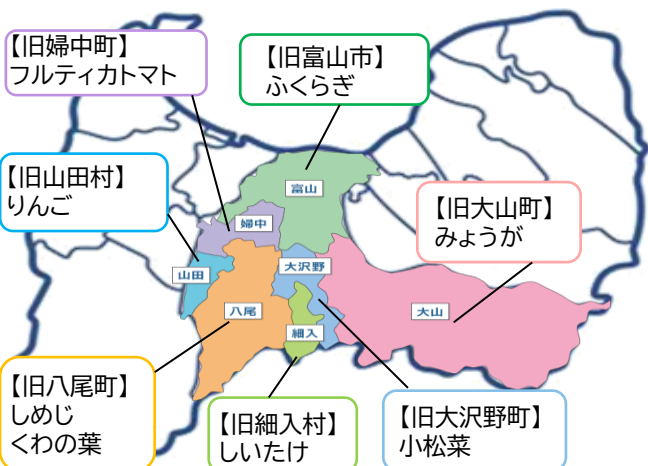 【旧婦中町】
フルティカトマト
【旧富山市】
ふくらぎ
【旧山田村】
りんご
【旧大山町】
みょうが
富山
婦中
山田
大沢野
八尾
細入
大山
【旧八尾町】
しめじ
くわの葉
【旧細入村】
しいたけ
【旧大沢野町】
小松菜